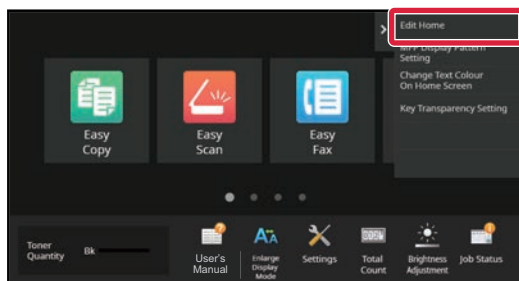 Edit Home
MFP Display Pattern
Setting
Change Text Colour
On Home Screen
Key Transparency Setting
Easy
Copy
Easy
Scan
Easy
Fax
Toner
Quantity
Bk
User's
Manual
Enlarge
Display
Mode
Settings
Total
Count
Brightness
Adjustment
Job Status